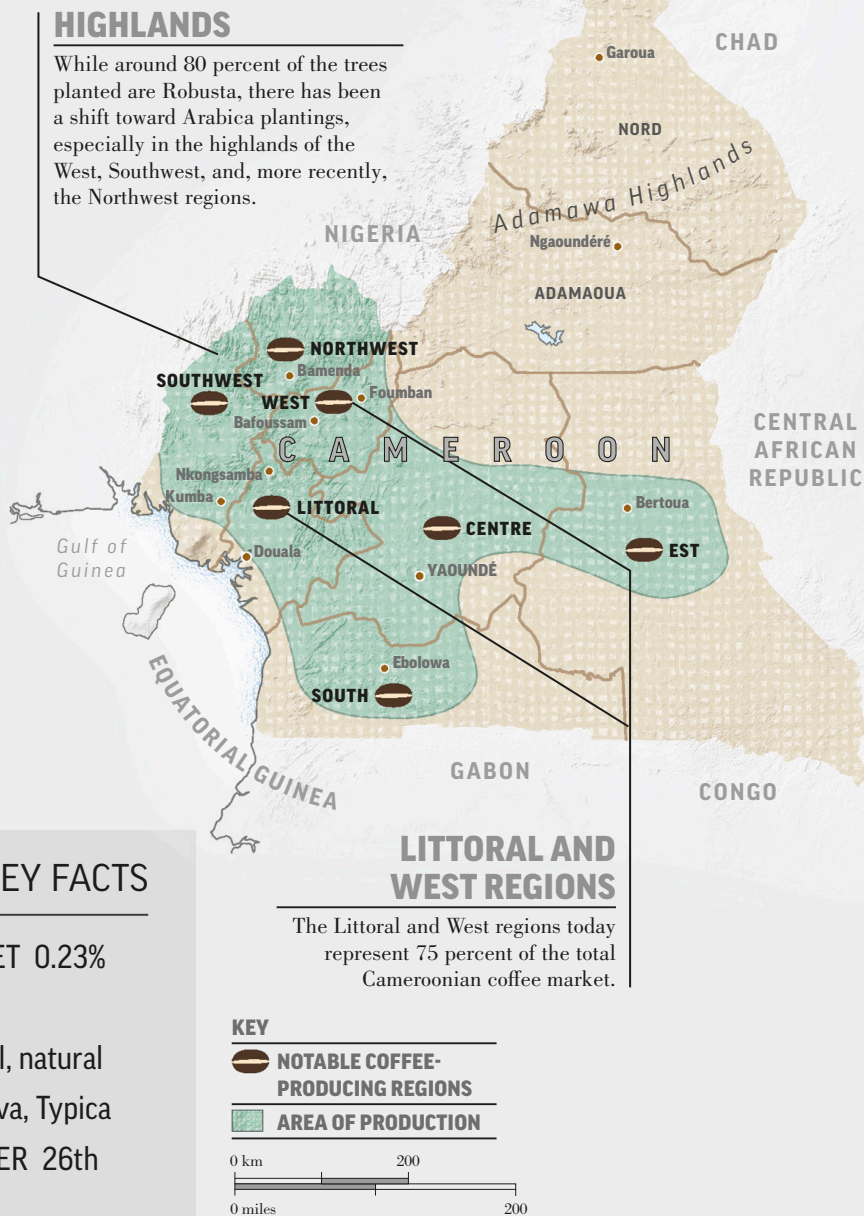 HIGHLANDS
While around 80 percent of the trees
planted are Robusta, there has been
a shift toward Arabica plantings,
especially in the highlands of the
West, Southwest, and, more recently,
the Northwest regions.
CHAD
Garoua
NORD
Adamawa Highlands
NIGERIA
Ngaoundéré
ADAMAOUA
NORTHWEST
Bamenda
SOUTHWEST
WEST
Foumban
Bafoussam
CAMEROON
CENTRAL
AFRICAN
REPUBLIC
Nkongsamba
Kumba
LITTORAL
Bertoua
CENTRE
EST
Gulf of
Guinea
Douala
YAOUNDÉ
Ebolowa
SOUTH
EQUATORIAL GUINEA
GABON
CONGO
LITTORAL AND
WEST REGIONS
The Littoral and West regions today
represent 75 percent of the total
Cameroonian coffee market.
EY FACTS
ET 0.23%
l, natural
va, Typica
ER 26th
KEY
NOTABLE COFFEE-
PRODUCING REGIONS
AREA OF PRODUCTION
0 km 200
0 miles 200